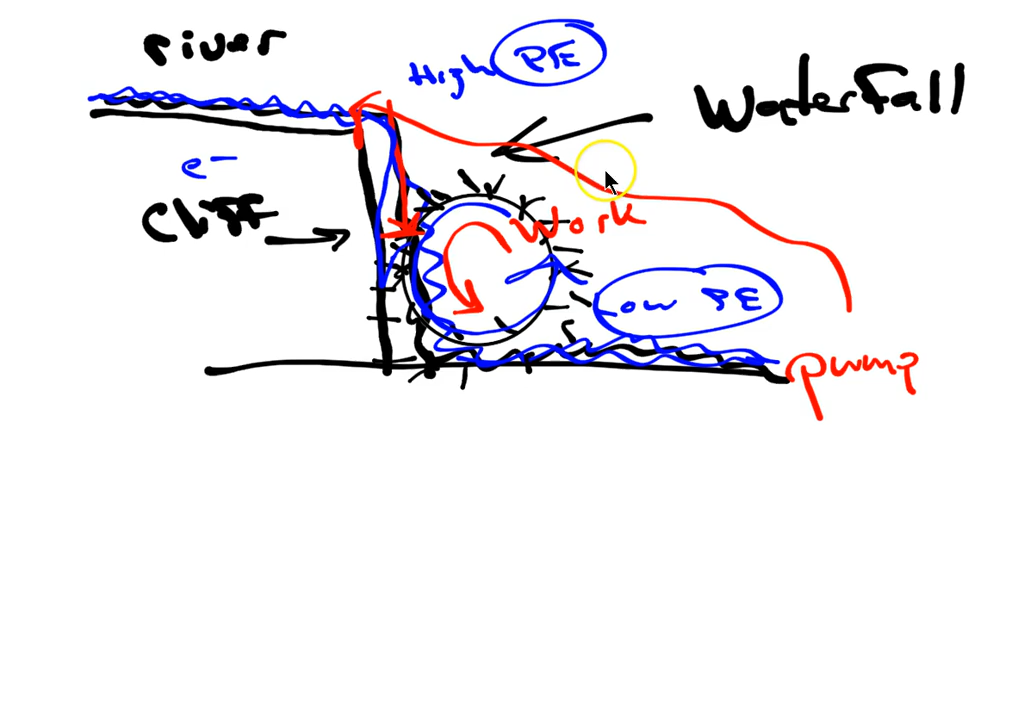 river
High PE
Waterfall
e-
Cliff
Work
Low PE
pump